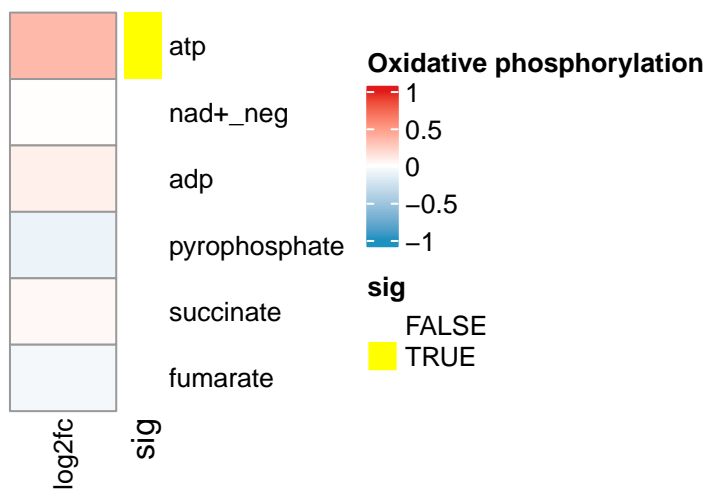 atp
nad+_neg
adp
pyrophosphate
succinate
fumarate
log2fc
sig
Oxidative phosphorylation
1
0.5
0
−0.5
−1
sig
FALSE
TRUE